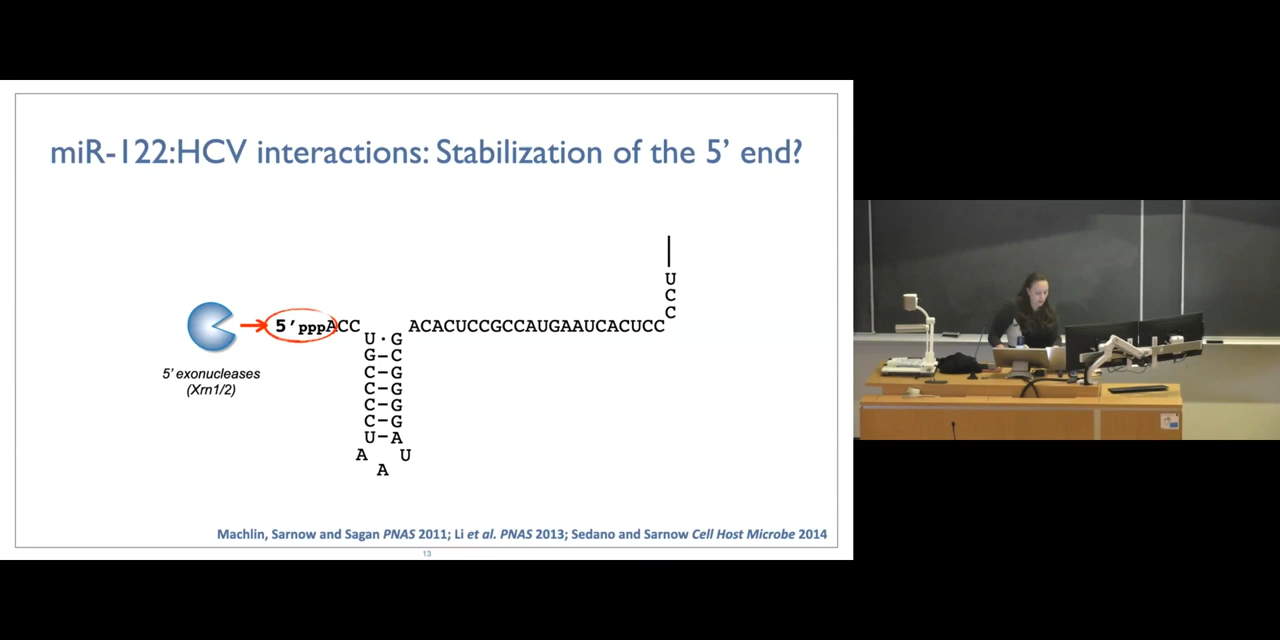 miR-122:HCV interactions: Stabilization of the 5’ end?
U
C
C
5’pppACC
ACACUCCGCCAUGAAUCACUCC
U·G
G–C
C–G
C–G
C–G
C–G
U–A
A U
A
5’ exonucleases
(Xrn1/2)
Machlin, Sarnow and Sagan PNAS 2011; Li et al. PNAS 2013; Sedano and Sarnow Cell Host Microbe 2014
13